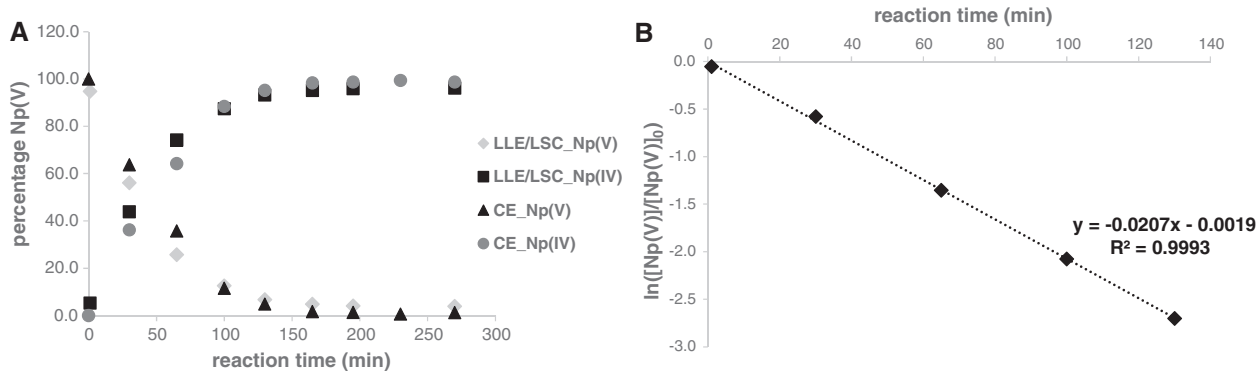 A
percentage Np(V)
120.0
100.0
80.0
60.0
40.0
20.0
0.0
0 50 100 150 200 250 300
reaction time (min)
LLE/LSC_Np(V)
LLE/LSC_Np(IV)
CE_Np(V)
CE_Np(IV)
B
reaction time (min)
0 20 40 60 80 100 120 140
ln([Np(V)]/[Np(V)]₀)
0.0
-0.5
-1.0
-1.5
-2.0
-2.5
-3.0
y = -0.0207x - 0.0019
R² = 0.9993